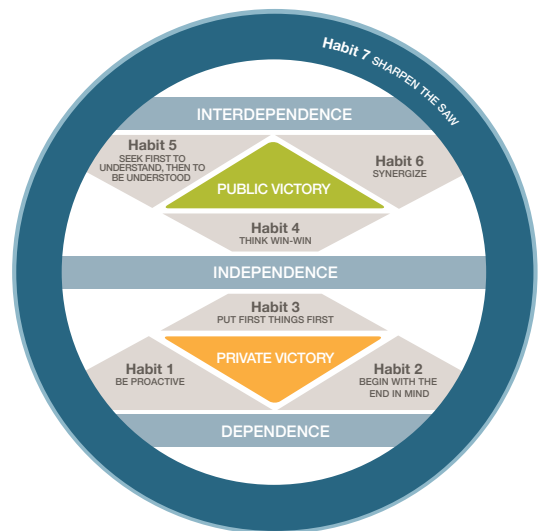 Habit 7 SHARPEN THE SAW
INTERDEPENDENCE
Habit 5
SEEK FIRST TO
UNDERSTAND, THEN TO
BE UNDERSTOOD
Habit 6
SYNERGIZE
PUBLIC VICTORY
Habit 4
THINK WIN-WIN
INDEPENDENCE
Habit 3
PUT FIRST THINGS FIRST
PRIVATE VICTORY
Habit 1
BE PROACTIVE
Habit 2
BEGIN WITH THE
END IN MIND
DEPENDENCE